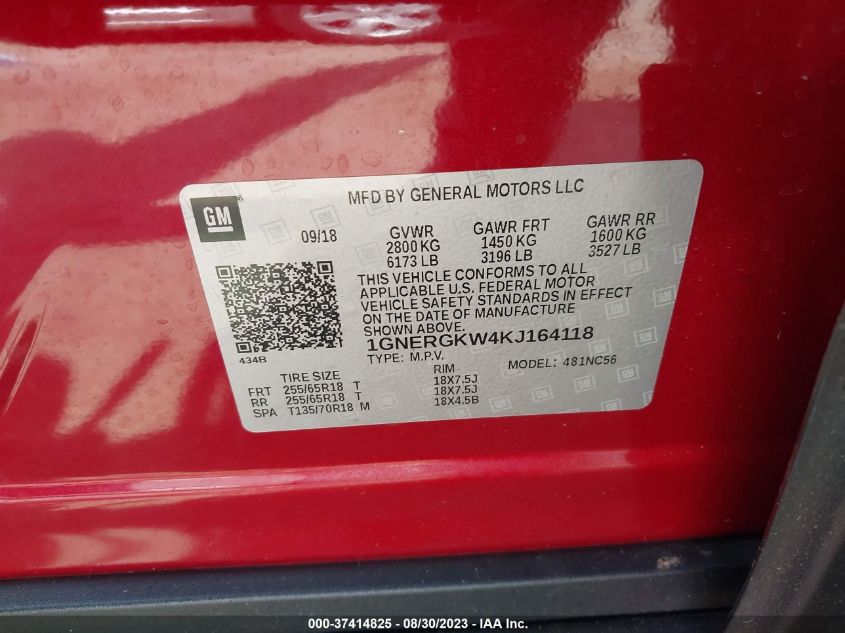 MFD BY GENERAL MOTORS LLC
GM
09/18
GVWR GAWR FRT GAWR RR
2800 KG 1450 KG 1600 KG
6173 LB 3196 LB 3527 LB
THIS VEHICLE CONFORMS TO ALL
APPLICABLE U.S. FEDERAL MOTOR
VEHICLE SAFETY STANDARDS IN EFFECT
ON THE DATE OF MANUFACTURE
SHOWN ABOVE.
434B
1GNERGKW4KJ164118
TYPE: M.P.V. MODEL: 481NC56
TIRE SIZE RIM
FRT 255/65R18 T 18X7.5J
RR 255/65R18 T 18X7.5J
SPA T135/70R18 M 18X4.5B
000-37414825 - 08/30/2023 - IAA Inc.